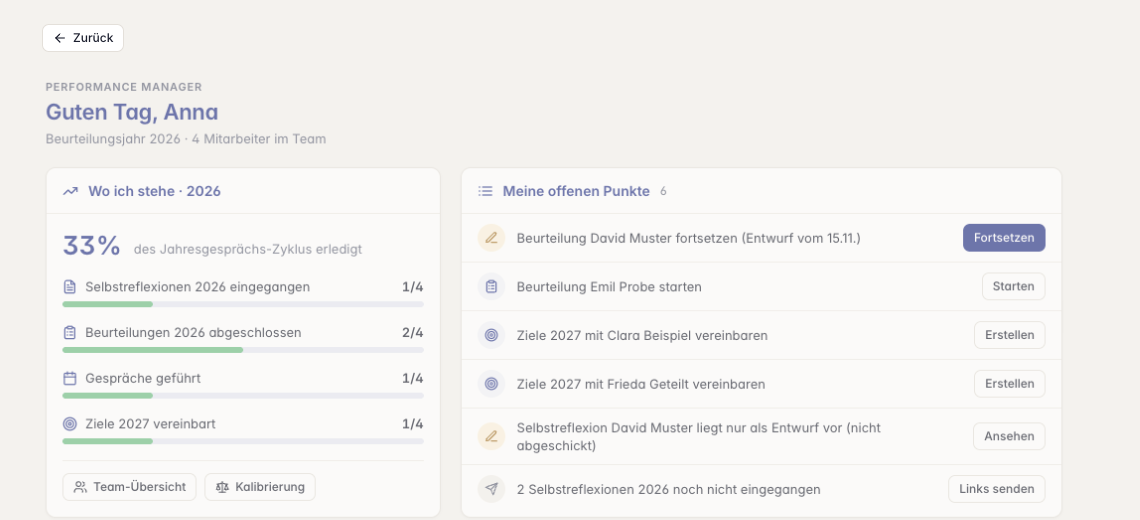 Zurück
PERFORMANCE MANAGER
Guten Tag, Anna
Beurteilungsjahr 2026 · 4 Mitarbeiter im Team
Wo ich stehe · 2026
33% des Jahresgesprächs-Zyklus erledigt
Selbstreflexionen 2026 eingegangen 1/4
Beurteilungen 2026 abgeschlossen 2/4
Gespräche geführt 1/4
Ziele 2027 vereinbart 1/4
Team-Übersicht Kalibrierung
Meine offenen Punkte 6
Beurteilung David Muster fortsetzen (Entwurf vom 15.11.) Fortsetzen
Beurteilung Emil Probe starten Starten
Ziele 2027 mit Clara Beispiel vereinbaren Erstellen
Ziele 2027 mit Frieda Geteilt vereinbaren Erstellen
Selbstreflexion David Muster liegt nur als Entwurf vor (nicht
abgeschickt) Ansehen
2 Selbstreflexionen 2026 noch nicht eingegangen Links senden